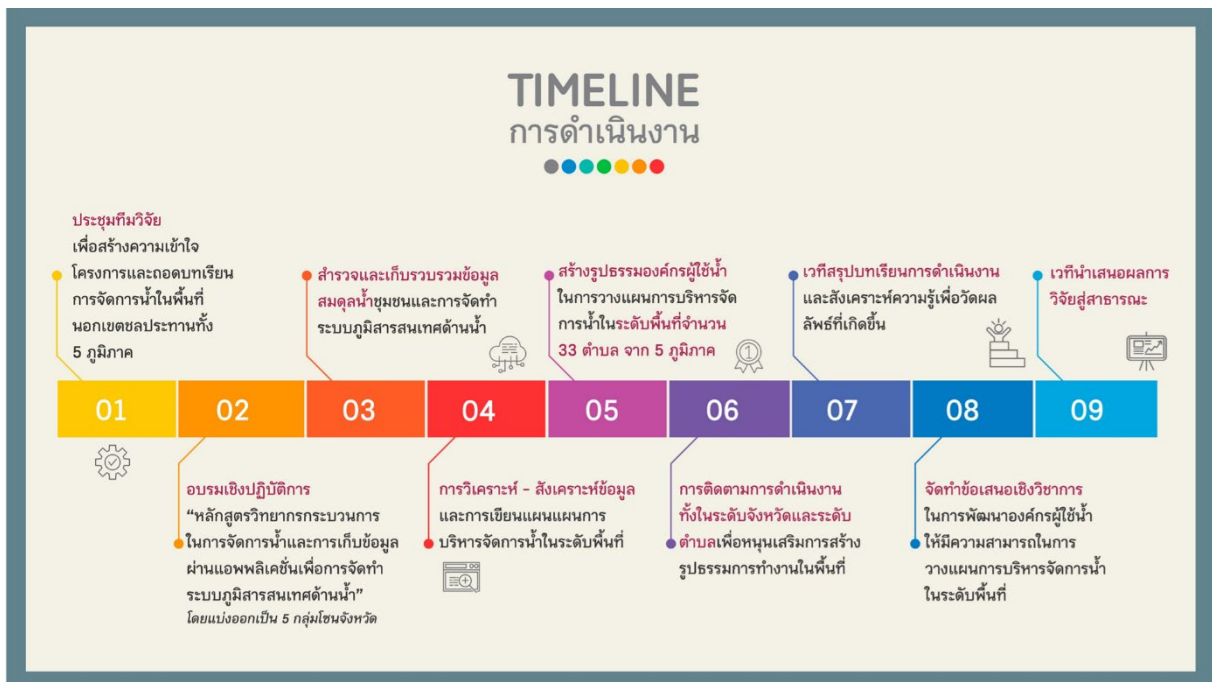 TIMELINE
การดำเนินงาน
ประชุมทีมวิจัย
เพื่อสร้างความเข้าใจ
โครงการและถอดบทเรียน
การจัดการน้ำในพื้นที่
นอกเขตชลประทานทั้ง
5 ภูมิภาค
สำรวจและเก็บรวบรวมข้อมูล
สมดุลน้ำชุมชนและการจัดทำ
ระบบภูมิสารสนเทศด้านน้ำ
สร้างรูปธรรมองค์กรผู้ใช้น้ำ
ในการวางแผนการบริหารจัด
การน้ำในระดับพื้นที่จำนวน
33 ตำบล จาก 5 ภูมิภาค
1
เวทีสรุปบทเรียนการดำเนินงาน
และสังเคราะห์ความรู้เพื่อวัดผล
ลัพธ์ที่เกิดขึ้น
เวทีนำเสนอผลการ
วิจัยสู่สาธารณะ
01 02 03 04 05 06 07 08 09
อบรมเชิงปฏิบัติการ
“หลักสูตรวิทยากรกระบวนการ
ในการจัดการน้ำและการเก็บข้อมูล
ผ่านแอพพลิเคชั่นเพื่อการจัดทำ
ระบบภูมิสารสนเทศด้านน้ำ”
โดยแบ่งออกเป็น 5 กลุ่มโซนจังหวัด
การวิเคราะห์ - สังเคราะห์ข้อมูล
และการเขียนแผนแผนการ
บริหารจัดการน้ำในระดับพื้นที่
การติดตามการดำเนินงาน
ทั้งในระดับจังหวัดและระดับ
ตำบลเพื่อหนุนเสริมการสร้าง
รูปธรรมการทำงานในพื้นที่
จัดทำข้อเสนอเชิงวิชาการ
ในการพัฒนาองค์กรผู้ใช้น้ำ
ให้มีความสามารถในการ
วางแผนการบริหารจัดการน้ำ
ในระดับพื้นที่